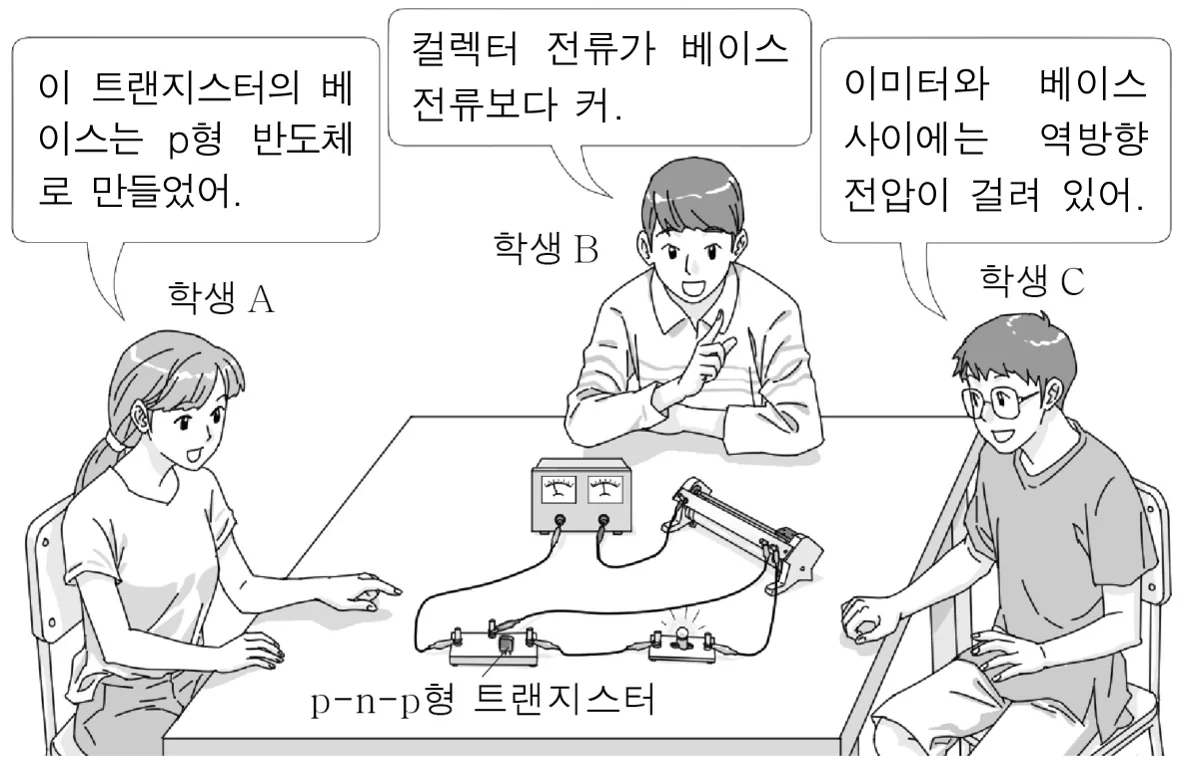 이 트랜지스터의 베
이스는 p형 반도체
로 만들었어.
학생 A
컬렉터 전류가 베이스
전류보다 커.
학생 B
이미터와 베이스
사이에는 역방향
전압이 걸려 있어.
학생 C
p-n-p형 트랜지스터